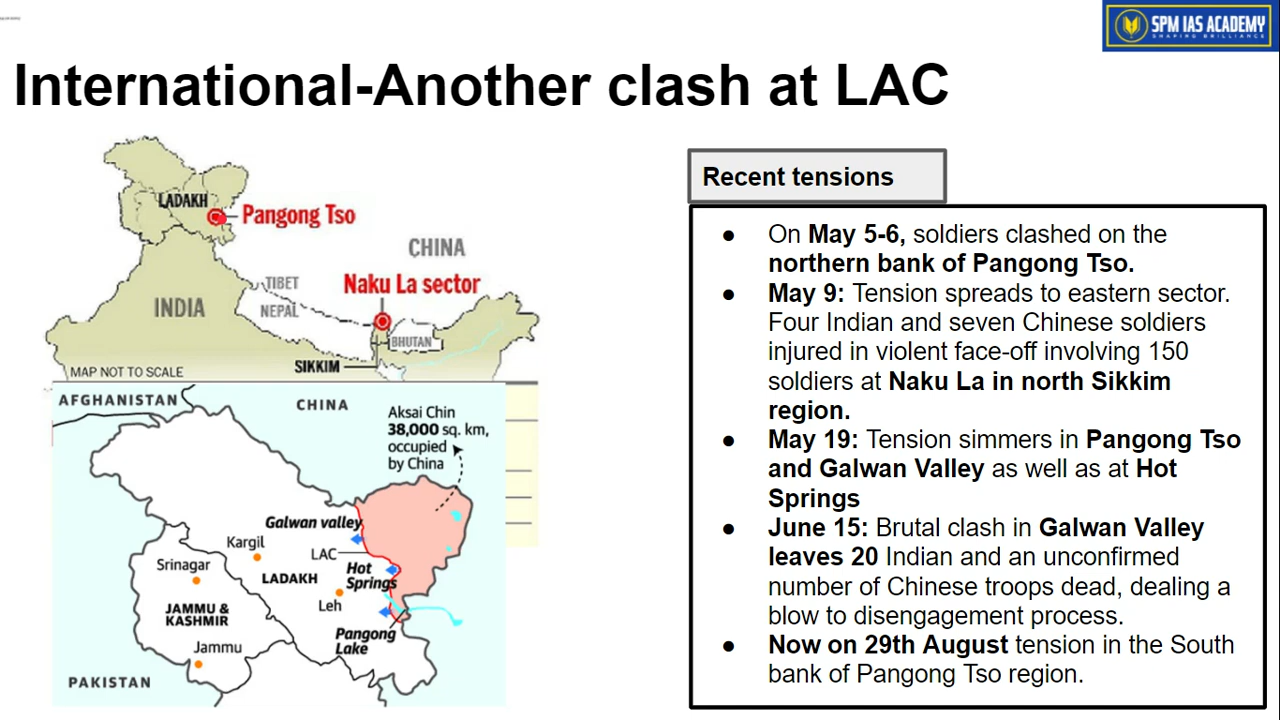 SPM IAS ACADEMY
SHAPING BRILLIANCE
International-Another clash at LAC
LADAKH
Pangong Tso
CHINA
TIBET
Naku La sector
INDIA
NEPAL
BHUTAN
SIKKIM
MAP NOT TO SCALE
AFGHANISTAN
CHINA
Aksai Chin
38,000 sq. km,
occupied
by China
Galwan valley
Kargil
LAC
Srinagar
Hot
Springs
LADAKH
Leh
JAMMU &
KASHMIR
Pangong
Lake
Jammu
PAKISTAN
Recent tensions
● On May 5-6, soldiers clashed on the
northern bank of Pangong Tso.
● May 9: Tension spreads to eastern sector.
Four Indian and seven Chinese soldiers
injured in violent face-off involving 150
soldiers at Naku La in north Sikkim
region.
● May 19: Tension simmers in Pangong Tso
and Galwan Valley as well as at Hot
Springs
● June 15: Brutal clash in Galwan Valley
leaves 20 Indian and an unconfirmed
number of Chinese troops dead, dealing a
blow to disengagement process.
● Now on 29th August tension in the South
bank of Pangong Tso region.